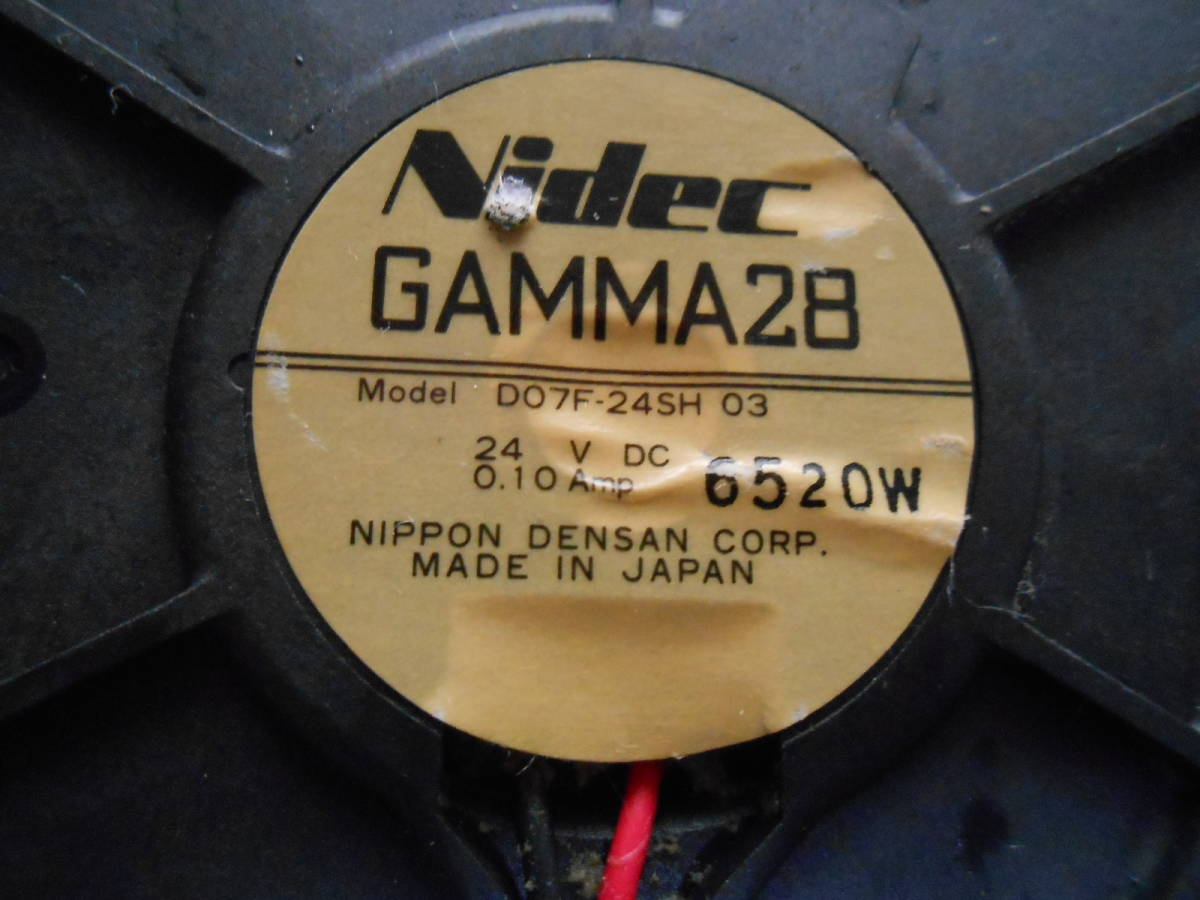 Nidec
GAMMA28
Model D07F-24SH 03
24 V DC
0.10 Amp 6520W
NIPPON DENSAN CORP.
MADE IN JAPAN